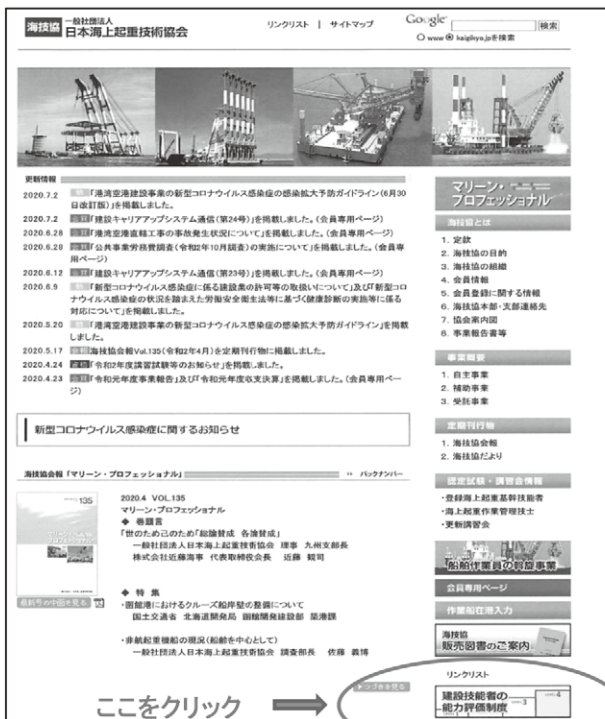 海技協
一般社団法人
日本海上起重技術協会
リンクリスト | サイトマップ
Google
検索
www kaigikyo.jpを検索
更新情報
2020.7.2 「港湾空港建設事業の新型コロナウイルス感染症の感染拡大予防ガイドライン(6月30
日改訂版)」を掲載しました。
2020.7.2 会員「建設キャリアアップシステム通信(第24号)」を掲載しました。(会員専用ページ)
2020.6.28 会員「港湾空港直轄工事の事故発生状況について」を掲載しました。(会員専用ページ)
2020.6.28 会員「公共事業労務費調査(令和2年10月調査)の実施について」を掲載しました。(会員専
用ページ)
2020.6.12 会員「建設キャリアアップシステム通信(第23号)」を掲載しました。(会員専用ページ)
2020.6.9 「新型コロナウイルス感染症に係る建設業の許可等の取扱いについて」及び「新型コロ
ナウイルス感染症の状況を踏まえた労働安全衛生法等に基づく健康診断の実施等に係る
対応について」を掲載しました。
2020.5.20 「港湾空港建設事業の新型コロナウイルス感染症の感染拡大予防ガイドライン」を掲載
しました。
2020.5.17 会報 海技協会報Vol.135(令和2年4月)を定期刊行物に掲載しました。
2020.4.24 「令和2年度講習試験等のお知らせ」を掲載しました。
2020.4.23 会員「令和元年度事業報告」及び「令和元年度収支決算」を掲載しました。(会員専用ペー
ジ)
新型コロナウイルス感染症に関するお知らせ
海技協会報「マリーン・プロフェッショナル」
バックナンバー
135
最新号の中面を見る
2020.4 VOL.135
マリーン・プロフェッショナル
◆ 巻頭言
「世のため己のため「総論賛成 各論賛成」
一般社団法人日本海上起重技術協会 理事 九州支部長
株式会社近藤海事 代表取締役会長 近藤 観司
◆ 特 集
・函館港におけるクルーズ船岸壁の整備について
国土交通省 北海道開発局 函館開発建設部 築港課
・非航起重機船の現況(船齢を中心として)
一般社団法人日本海上起重技術協会 調査部長 佐藤 義博
つづきを見る
マリーン・
プロフェッショナル
海技協とは
1. 定款
2. 海技協の目的
3. 海技協の組織
4. 会員情報
5. 会員登録に関する情報
6. 海技協本部・支部連絡先
7. 協会案内図
8. 事業報告書等
事業概要
1. 自主事業
2. 補助事業
3. 受託事業
定期刊行物
1. 海技協会報
2. 海技協だより
認定試験・講習会情報
・登録海上起重基幹技能者
・海上起重作業管理技士
・更新講習会
船舶作業員の斡旋事業
会員専用ページ
作業船在港入力
海技協
販売図書のご案内
リンクリスト
建設技能者の
能力評価制度
3
ここをクリック